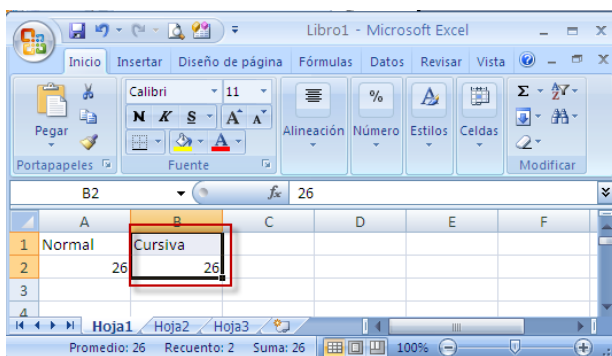 Libro1 - Microsoft Excel
Inicio Insertar Diseño de página Fórmulas Datos Revisar Vista
Calibri 11
N K S A A
Pegar Alineación Número Estilos Celdas
Portapapeles Fuente Modificar
B2 fx 26
A B C D E F
1 Normal Cursiva
2 26 26
3
4
Hoja1 Hoja2 Hoja3
Promedio: 26 Recuento: 2 Suma: 26 100%